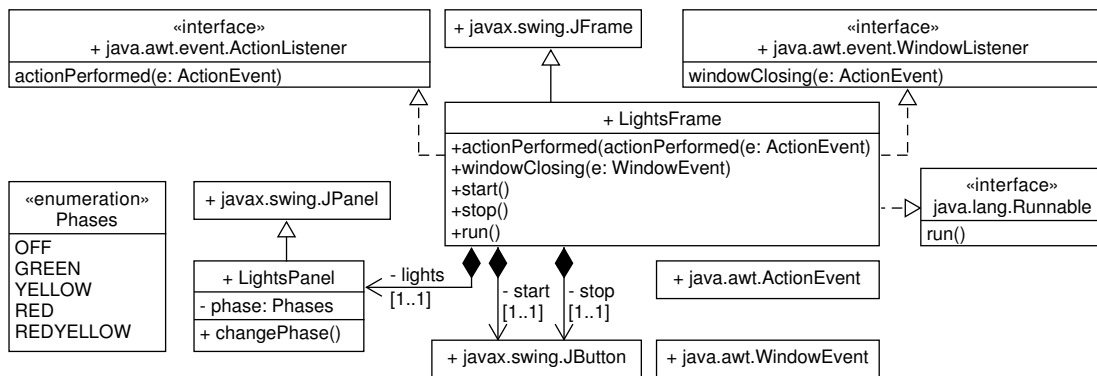 «interface»
+ java.awt.event.ActionListener
actionPerformed(e: ActionEvent)
+ javax.swing.JFrame
«interface»
+ java.awt.event.WindowListener
windowClosing(e: ActionEvent)
+ LightsFrame
+actionPerformed(actionPerformed(e: ActionEvent)
+windowClosing(e: WindowEvent)
+start()
+stop()
+run()
«enumeration»
Phases
OFF
GREEN
YELLOW
RED
REDYELLOW
+ javax.swing.JPanel
«interface»
java.lang.Runnable
run()
+ LightsPanel
- phase: Phases
+ changePhase()
- lights
[1..1]
- start
[1..1]
- stop
[1..1]
+ java.awt.ActionEvent
+ javax.swing.JButton
+ java.awt.WindowEvent